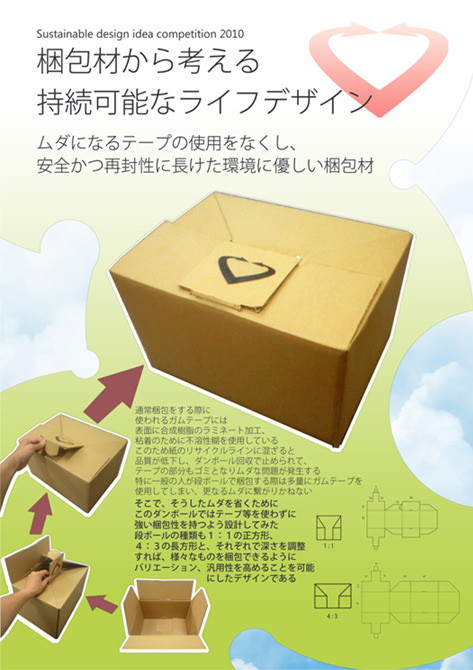 Sustainable design idea competition 2010
梱包材から考える
持続可能なライフデザイン
ムダになるテープの使用をなくし、
安全かつ再封性に長けた環境に優しい梱包材
通常梱包をする際に
使われるガムテープには
表面に合成樹脂のラミネート加工、
粘着のために不溶性糊を使用している
このため紙のリサイクルラインに混ざると
品質が低下し、ダンボール回収で止められて、
テープの部分もゴミとなりムダな問題が発生する
特に一般の人が段ボールで梱包する際は多量にガムテープを
使用してしまい、更なるムダに繋がりかねない
そこで、そうしたムダを省くために
このダンボールではテープ等を使わずに
強い梱包性を持つよう設計してみた
段ボールの種類も１：１の正方形、
４：３の長方形と、それぞれで深さを調整
すれば、様々なものを梱包できるように
バリエーション、汎用性を高めることを可能
にしたデザインである
1:1
4:3